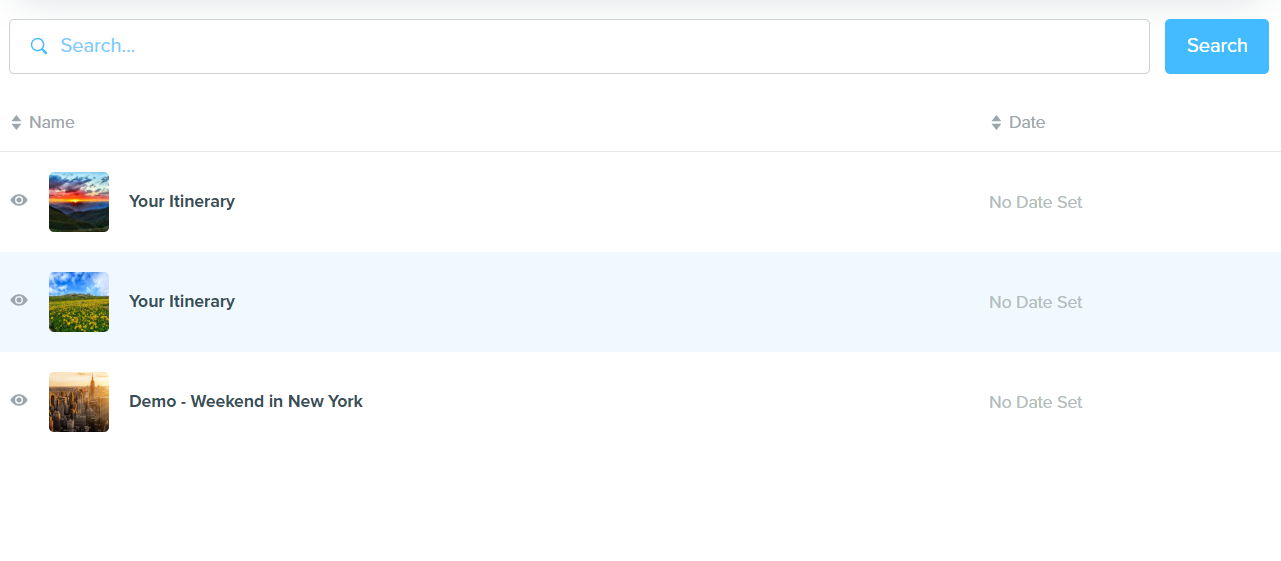 Search...
Search
Name
Date
Your Itinerary
No Date Set
Your Itinerary
No Date Set
Demo - Weekend in New York
No Date Set